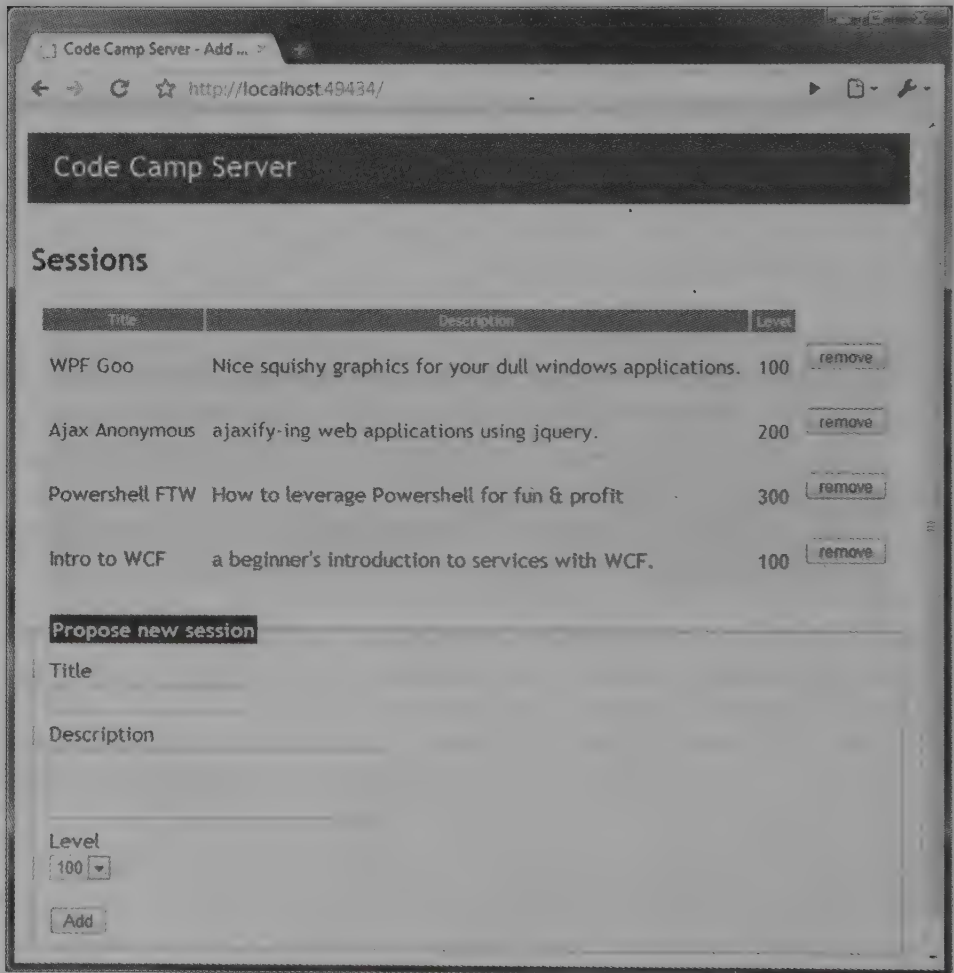 Code Camp Server - Add ...
http://localhost:49434/
Code Camp Server
Sessions
Title Description Level
WPF Goo Nice squishy graphics for your dull windows applications. 100 remove
Ajax Anonymous ajaxify-ing web applications using jquery. 200 remove
Powershell FTW How to leverage Powershell for fun & profit 300 remove
Intro to WCF a beginner's introduction to services with WCF. 100 remove
Propose new session
Title
Description
Level
100
Add